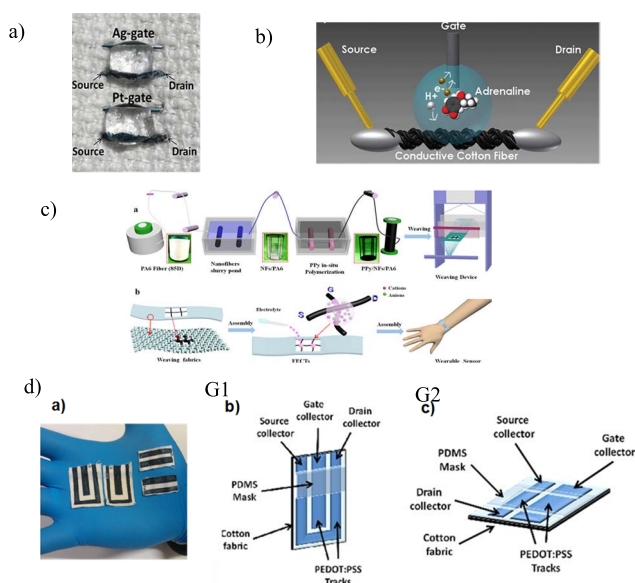 a)
Ag-gate
Source
Drain
Pt-gate
Source
Drain
b)
Gate
Source
Drain
e-
H+
Adrenaline
Conductive Cotton Fiber
c)
a
PA6 Fiber (85D)
Nanofibers
slurry pond
NFs/PA6
PPy in-situ
Polymerization
PPy/NFs/PA6
Weaving
Weaving Device
b
Weaving fabrics
Assembly
Electrolyte
G
S
D
Cations
Anions
FECTs
Assembly
Wearable Sensor
d)
a)
G1
b)
Source
collector
Gate
collector
Drain
collector
PDMS
Mask
Cotton
fabric
PEDOT:PSS
Tracks
G2
c)
Source
collector
Gate
collector
PDMS
Mask
Drain
collector
Cotton
fabric
PEDOT:PSS
Tracks